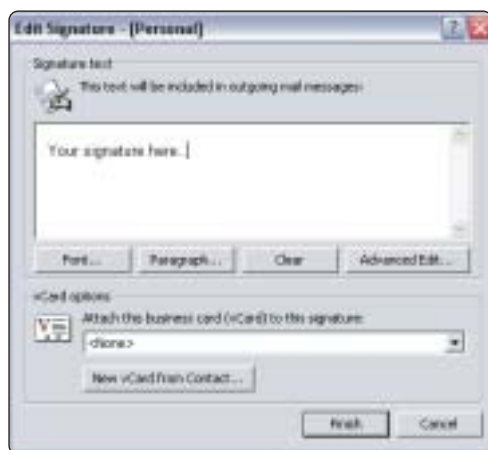 Edit Signature - [Personal]
Signature text
This text will be included in outgoing mail messages:
Your signature here.
Font... Paragraph... Clear Advanced Edit...
vCard options
Attach this business card (vCard) to this signature:
<None>
New vCard from Contact...
Finish Cancel